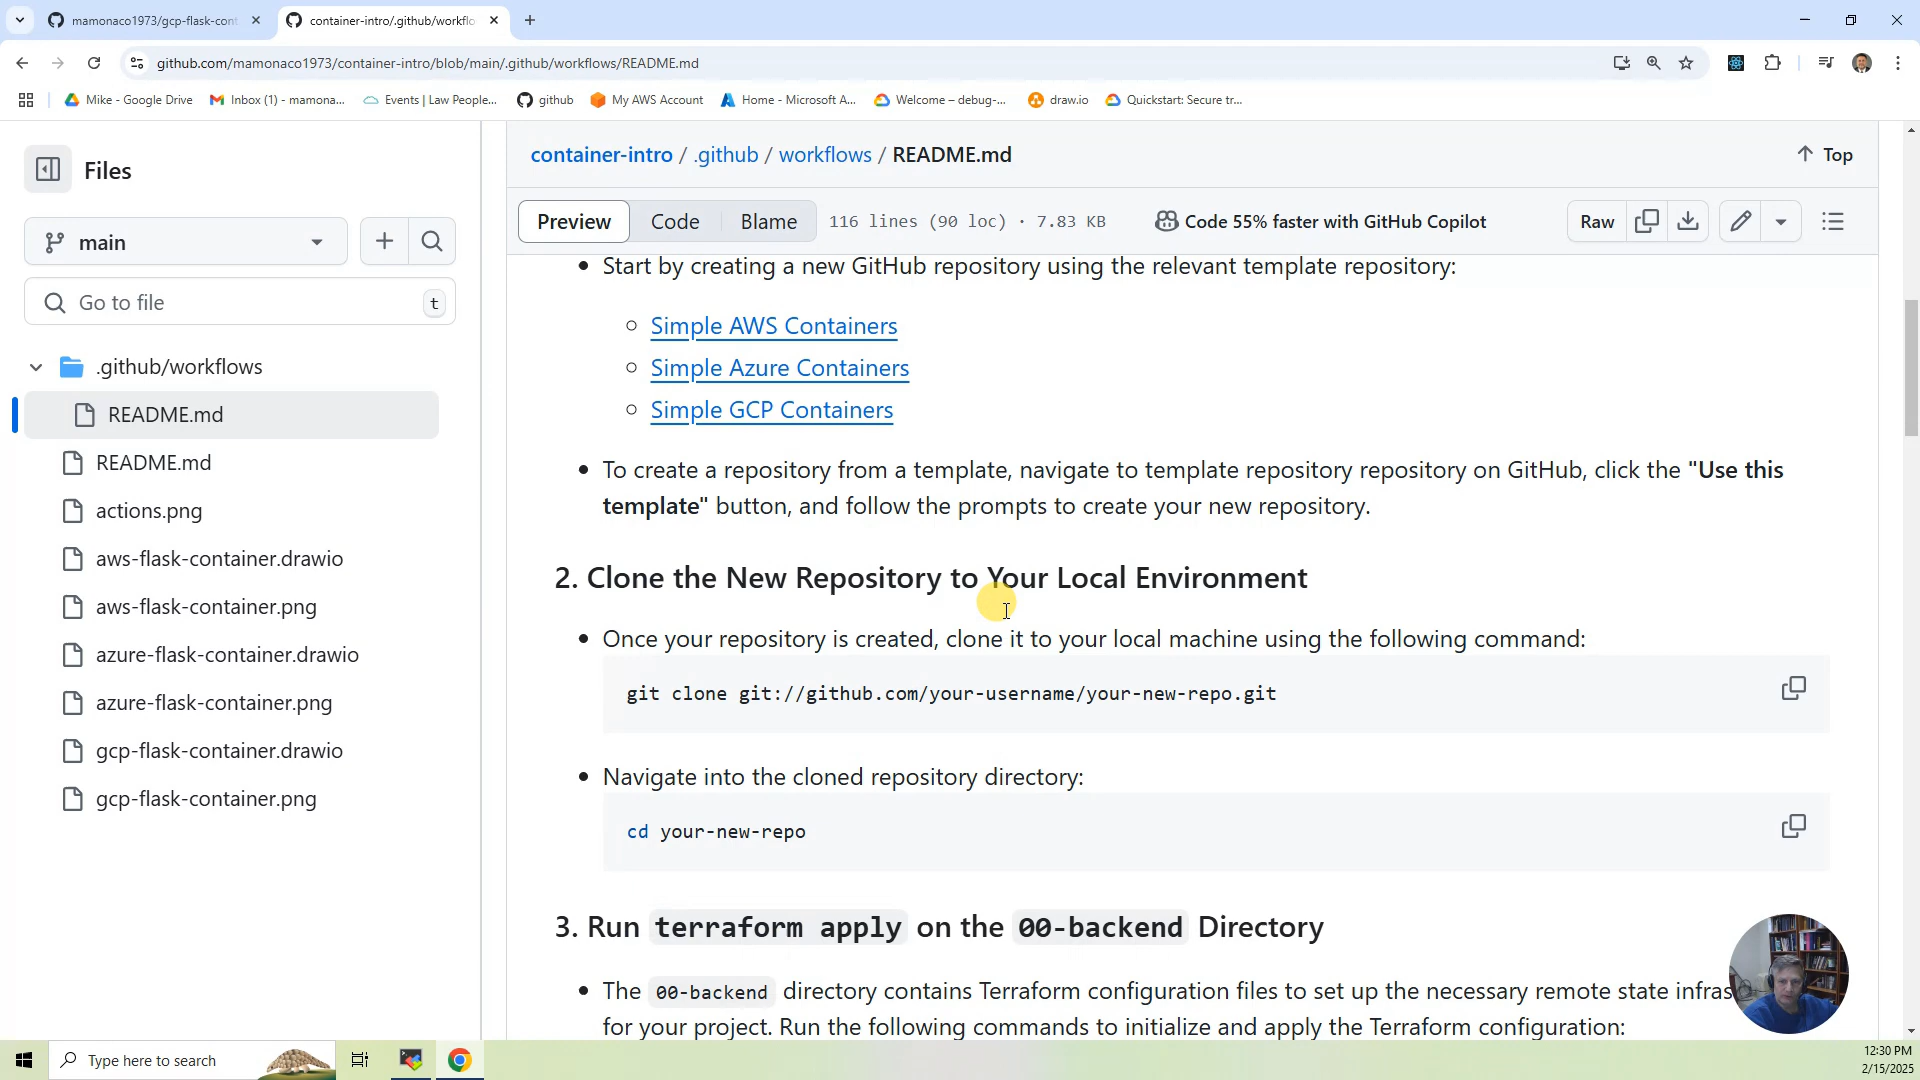 mamonaco1973/gcp-flask-cont
container-intro/.github/workflo
github.com/mamonaco1973/container-intro/blob/main/.github/workflows/README.md
Mike - Google Drive
Inbox (1) - mamona...
Events | Law People...
github
My AWS Account
Home - Microsoft A...
Welcome – debug-...
draw.io
Quickstart: Secure tr...
Files
main
Go to file
t
.github/workflows
README.md
README.md
actions.png
aws-flask-container.drawio
aws-flask-container.png
azure-flask-container.drawio
azure-flask-container.png
gcp-flask-container.drawio
gcp-flask-container.png
container-intro / .github / workflows / README.md
Top
Preview
Code
Blame
116 lines (90 loc) · 7.83 KB
Code 55% faster with GitHub Copilot
Raw
• Start by creating a new GitHub repository using the relevant template repository:
Simple AWS Containers
Simple Azure Containers
Simple GCP Containers
• To create a repository from a template, navigate to template repository repository on GitHub, click the "Use this
template" button, and follow the prompts to create your new repository.
2. Clone the New Repository to Your Local Environment
• Once your repository is created, clone it to your local machine using the following command:
git clone git://github.com/your-username/your-new-repo.git
• Navigate into the cloned repository directory:
cd your-new-repo
3. Run terraform apply on the 00-backend Directory
• The 00-backend directory contains Terraform configuration files to set up the necessary remote state infras
for your project. Run the following commands to initialize and apply the Terraform configuration:
Type here to search
12:30 PM
2/15/2025